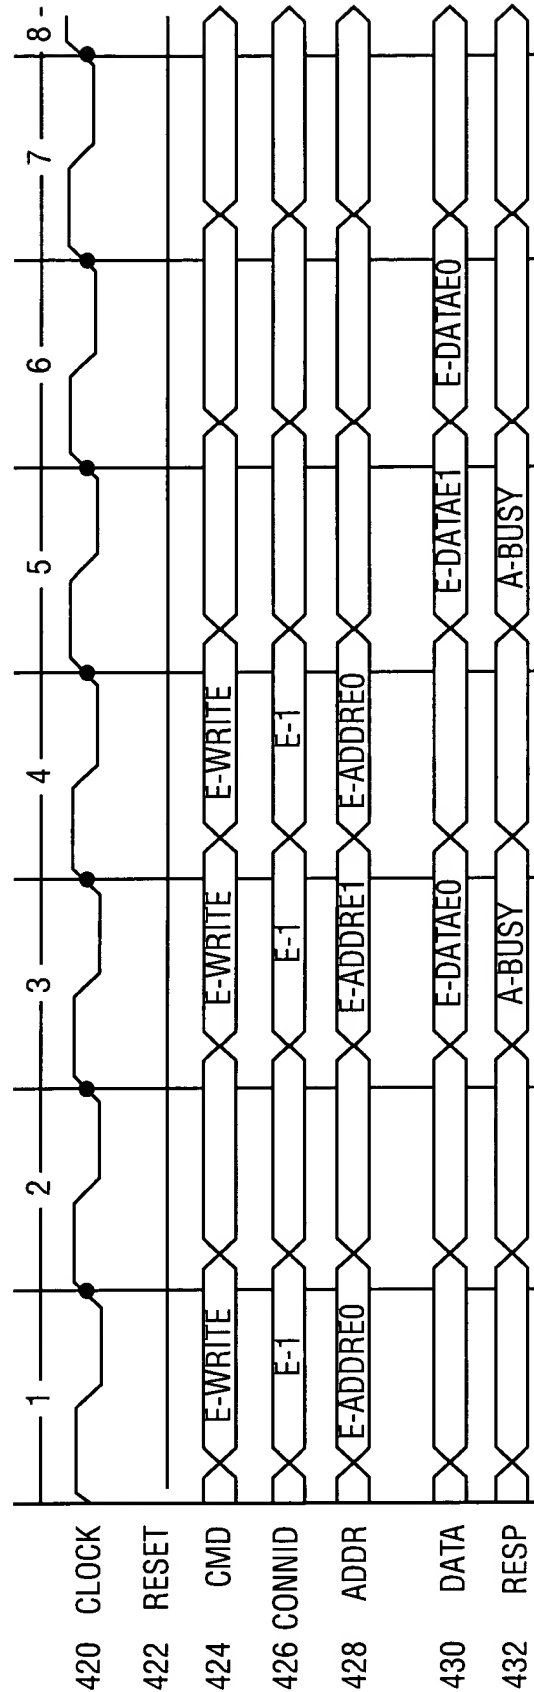 1 2 3 4 5 6 7 8
420 CLOCK
422 RESET
424 CMD E-WRITE E-WRITE E-WRITE
426 CONNID E-1 E-1 E-1
428 ADDR E-ADDRE0 E-ADDRE1 E-ADDRE0
430 DATA E-DATAE0 E-DATAE1 E-DATAE0
432 RESP A-BUSY A-BUSY